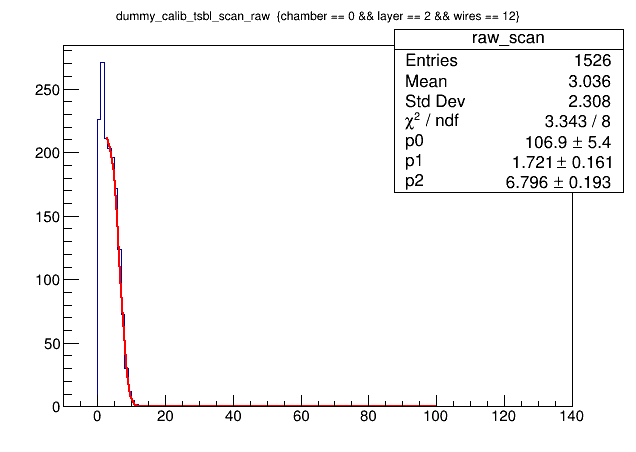 dummy_calib_tsbl_scan_raw {chamber == 0 && layer == 2 && wires == 12}
raw_scan
Entries 1526
Mean 3.036
Std Dev 2.308
χ² / ndf 3.343 / 8
p0 106.9 ± 5.4
p1 1.721 ± 0.161
p2 6.796 ± 0.193
250
200
150
100
50
0
0 20 40 60 80 100 120 140